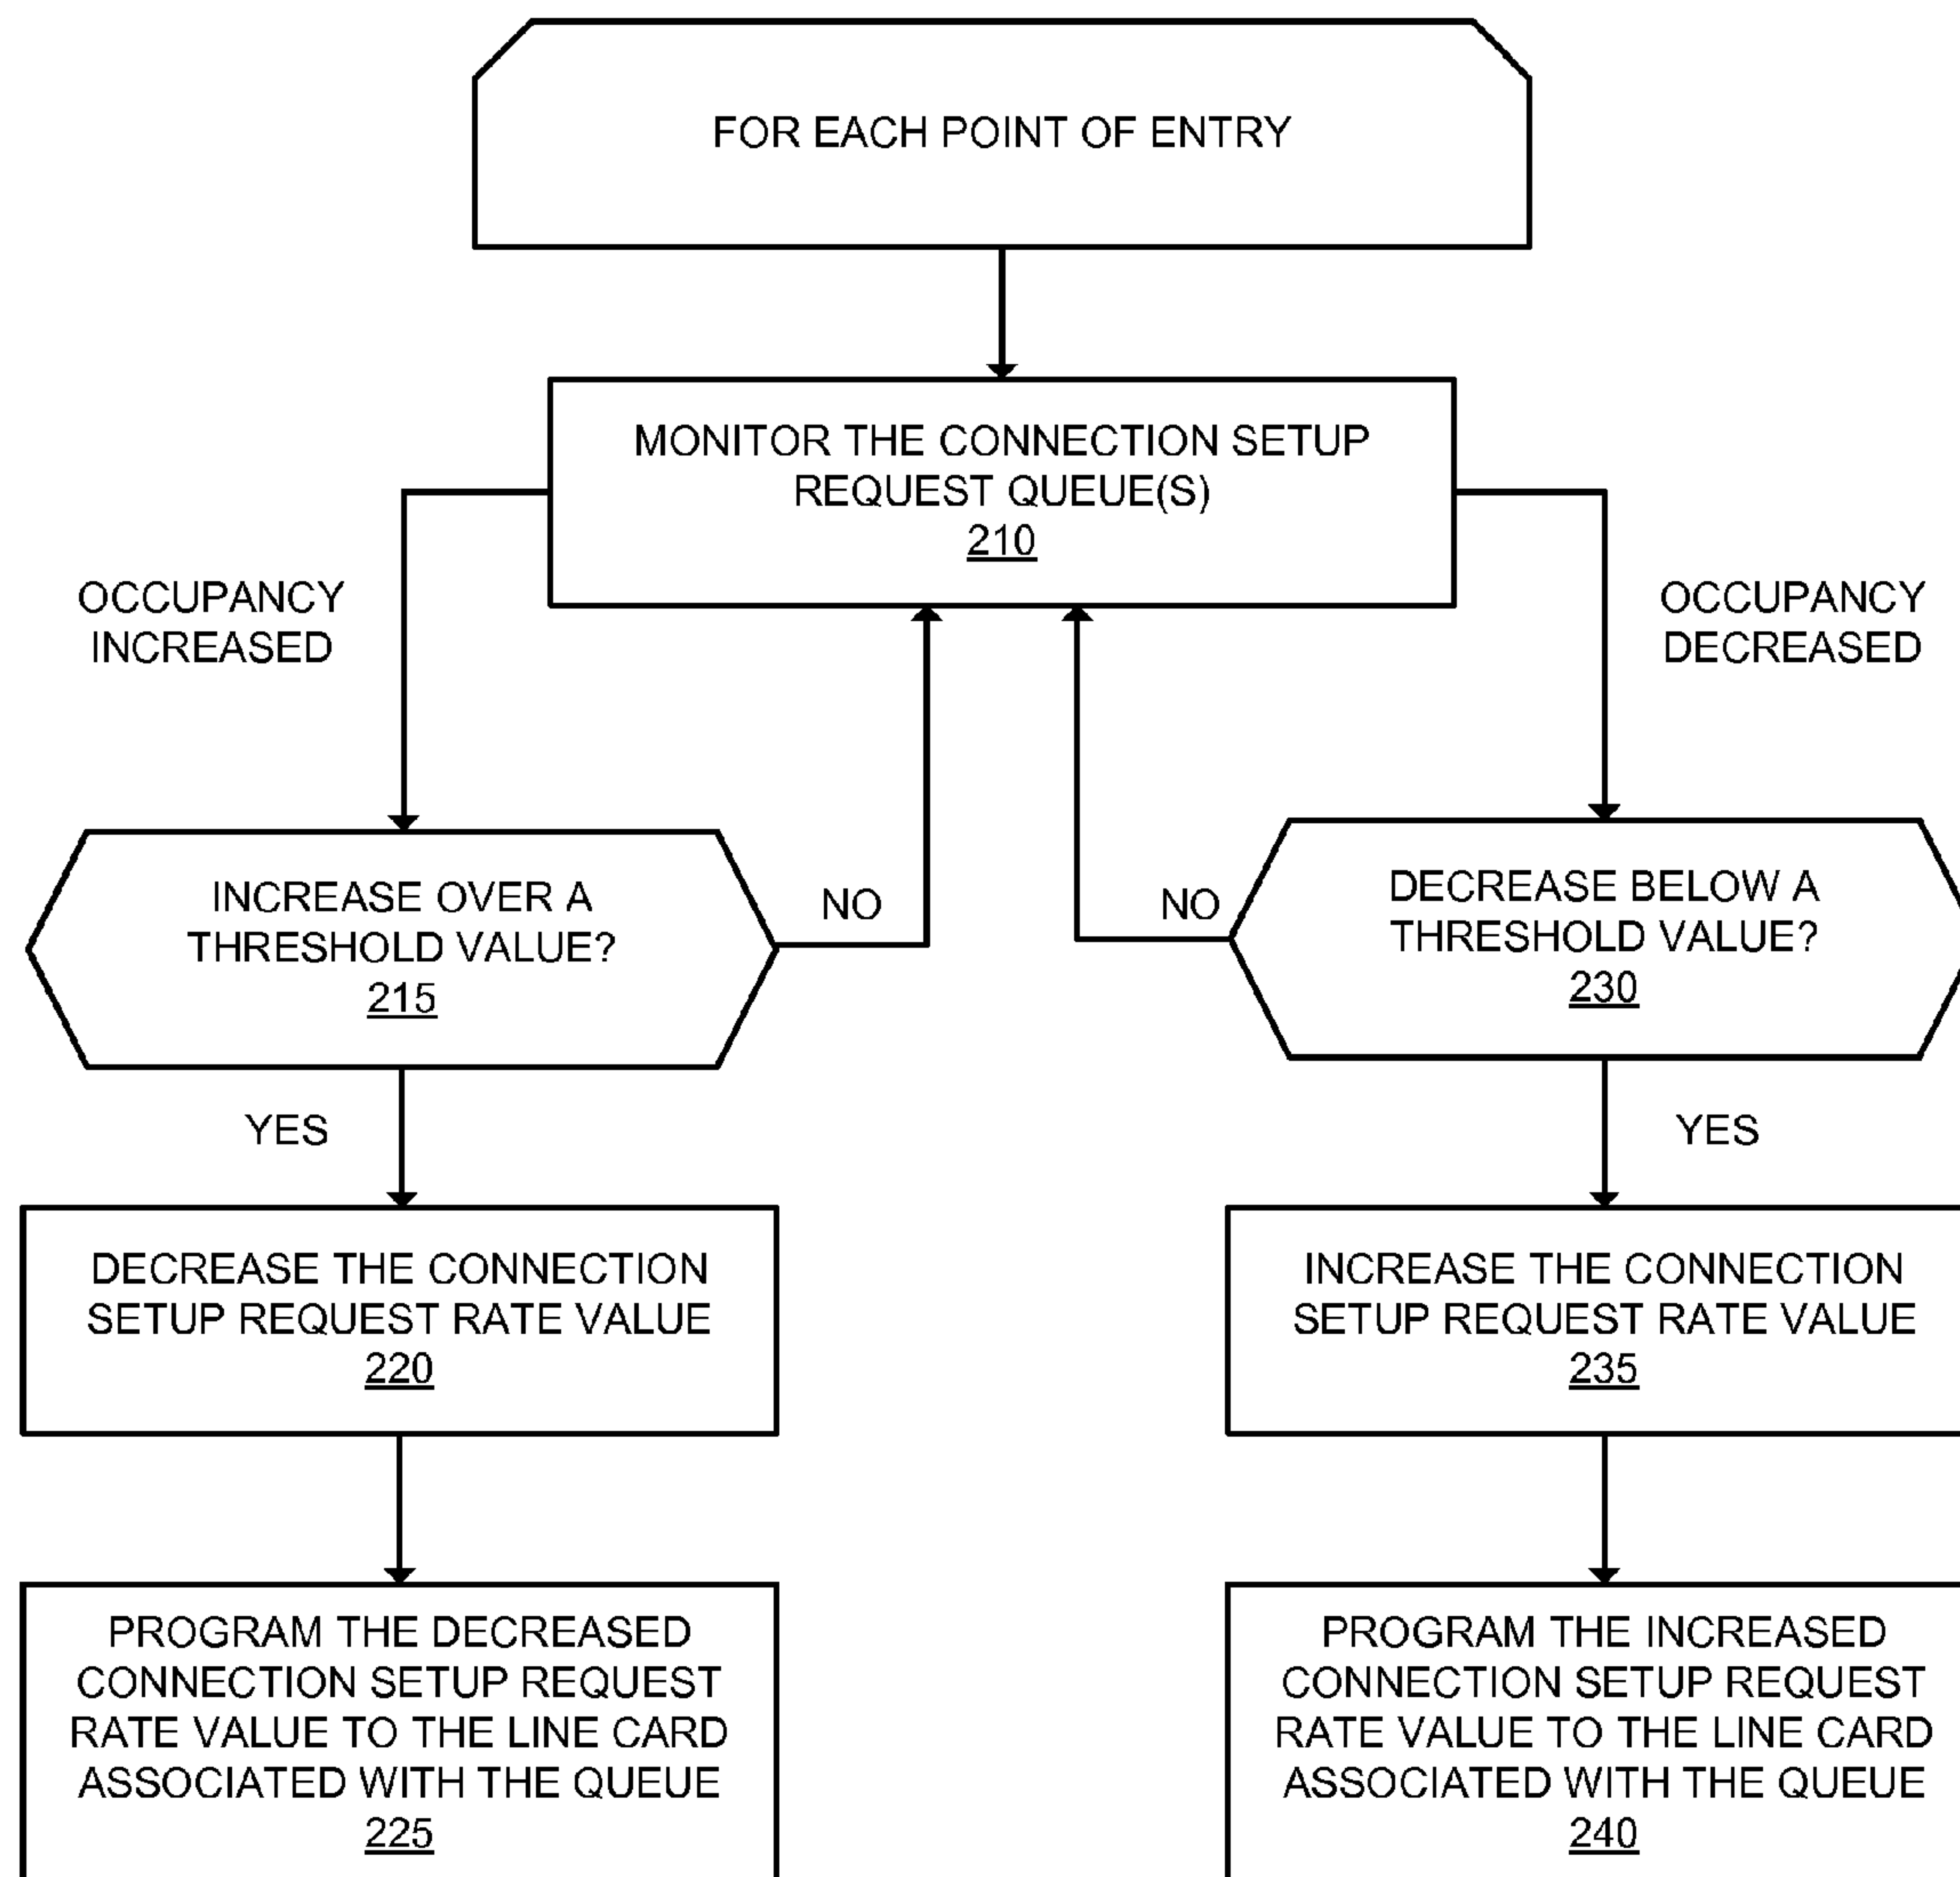 FOR EACH POINT OF ENTRY
MONITOR THE CONNECTION SETUP
REQUEST QUEUE(S)
210
OCCUPANCY
INCREASED
OCCUPANCY
DECREASED
INCREASE OVER A
THRESHOLD VALUE?
215
NO
NO
DECREASE BELOW A
THRESHOLD VALUE?
230
YES
YES
DECREASE THE CONNECTION
SETUP REQUEST RATE VALUE
220
INCREASE THE CONNECTION
SETUP REQUEST RATE VALUE
235
PROGRAM THE DECREASED
CONNECTION SETUP REQUEST
RATE VALUE TO THE LINE CARD
ASSOCIATED WITH THE QUEUE
225
PROGRAM THE INCREASED
CONNECTION SETUP REQUEST
RATE VALUE TO THE LINE CARD
ASSOCIATED WITH THE QUEUE
240